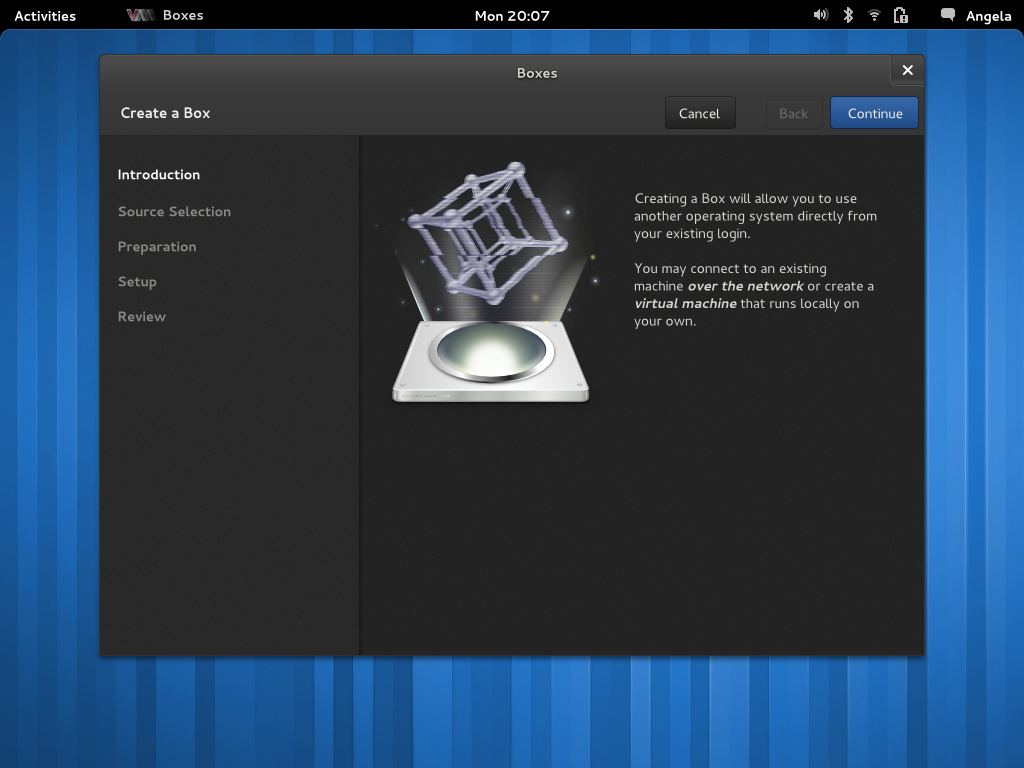 Activities
Boxes
Mon 20:07
Angela
Boxes
Create a Box
Cancel
Back
Continue
Introduction
Source Selection
Preparation
Setup
Review
Creating a Box will allow you to use
another operating system directly from
your existing login.
You may connect to an existing
machine over the network or create a
virtual machine that runs locally on
your own.